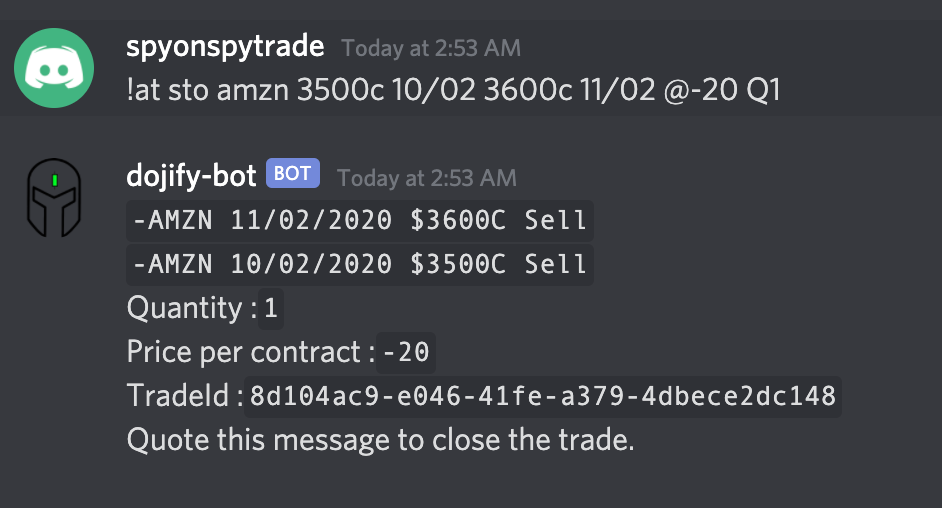 spyonspytrade Today at 2:53 AM
!at sto amzn 3500c 10/02 3600c 11/02 @-20 Q1
dojify-bot BOT Today at 2:53 AM
-AMZN 11/02/2020 $3600C Sell
-AMZN 10/02/2020 $3500C Sell
Quantity : 1
Price per contract : -20
TradeId : 8d104ac9-e046-41fe-a379-4dbece2dc148
Quote this message to close the trade.